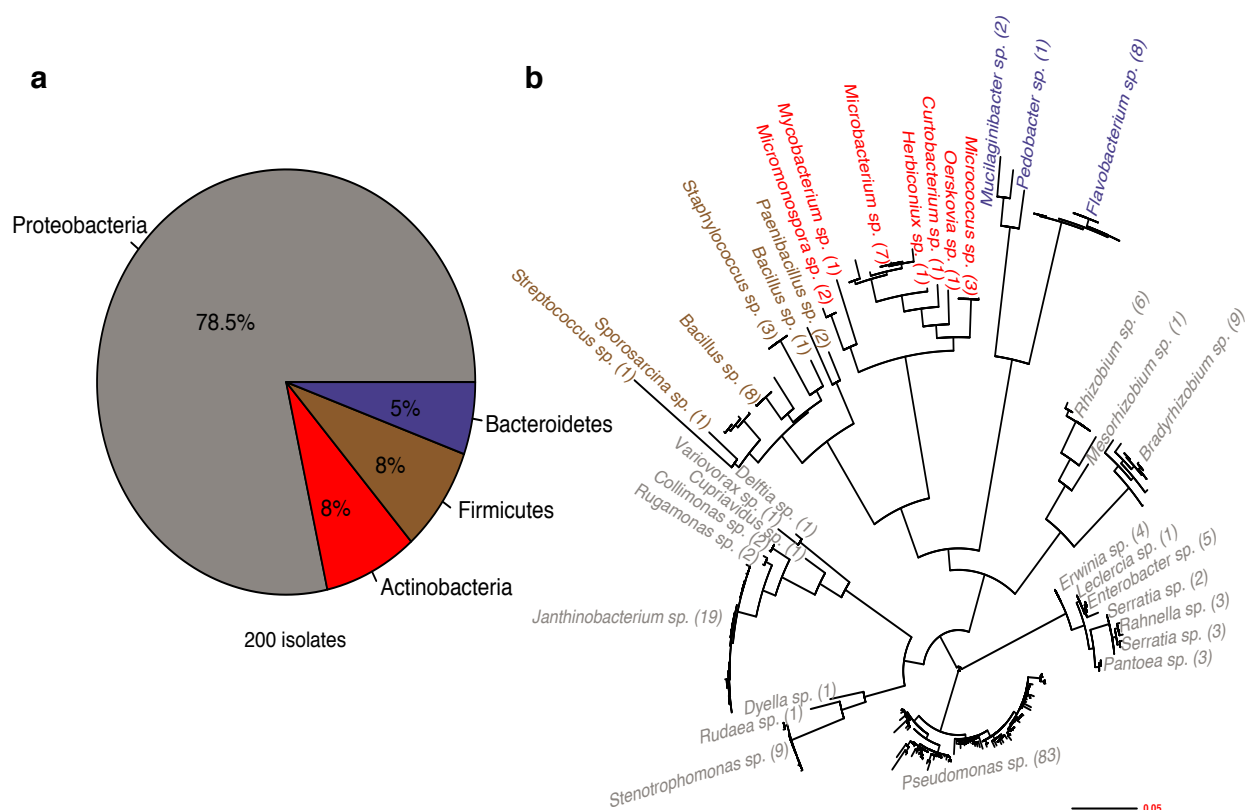 a
Proteobacteria
78.5%
5%
Bacteroidetes
8%
Firmicutes
8%
Actinobacteria
200 isolates
b
Streptococcus sp. (1)
Sporosarcina sp. (1)
Bacillus sp. (8)
Staphylococcus sp. (3)
Bacillus sp. (1)
Paenibacillus sp. (2)
Micromonospora sp. (2)
Mycobacterium sp. (1)
Microbacterium sp. (7)
Herbiconiux sp. (1)
Curtobacterium sp. (1)
Oerskovia sp. (1)
Micrococcus sp. (3)
Mucilaginibacter sp. (2)
Pedobacter sp. (1)
Flavobacterium sp. (8)
Rhizobium sp. (6)
Mesorhizobium sp. (1)
Bradyrhizobium sp. (9)
Erwinia sp. (4)
Leclercia sp. (1)
Enterobacter sp. (5)
Serratia sp. (2)
Rahnella sp. (3)
Serratia sp. (3)
Pantoea sp. (3)
Pseudomonas sp. (83)
Stenotrophomonas sp. (9)
Rudaea sp. (1)
Dyella sp. (1)
Janthinobacterium sp. (19)
Rugamonas sp. (2)
Collimonas sp. (2)
Cupriavidus sp. (1)
Variovorax sp. (1)
Delftia sp. (1)
0.05